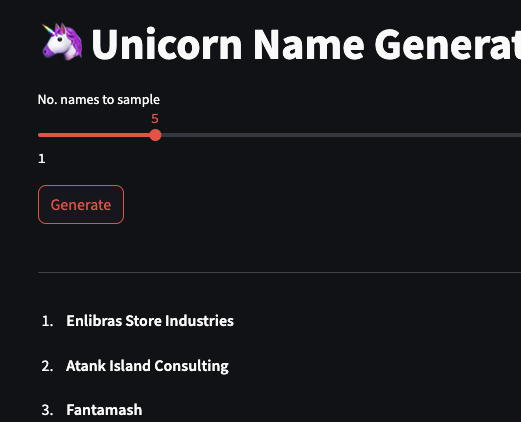 Unicorn Name Generat
No. names to sample
5
1
Generate
1. Enlibras Store Industries
2. Atank Island Consulting
3. Fantamash